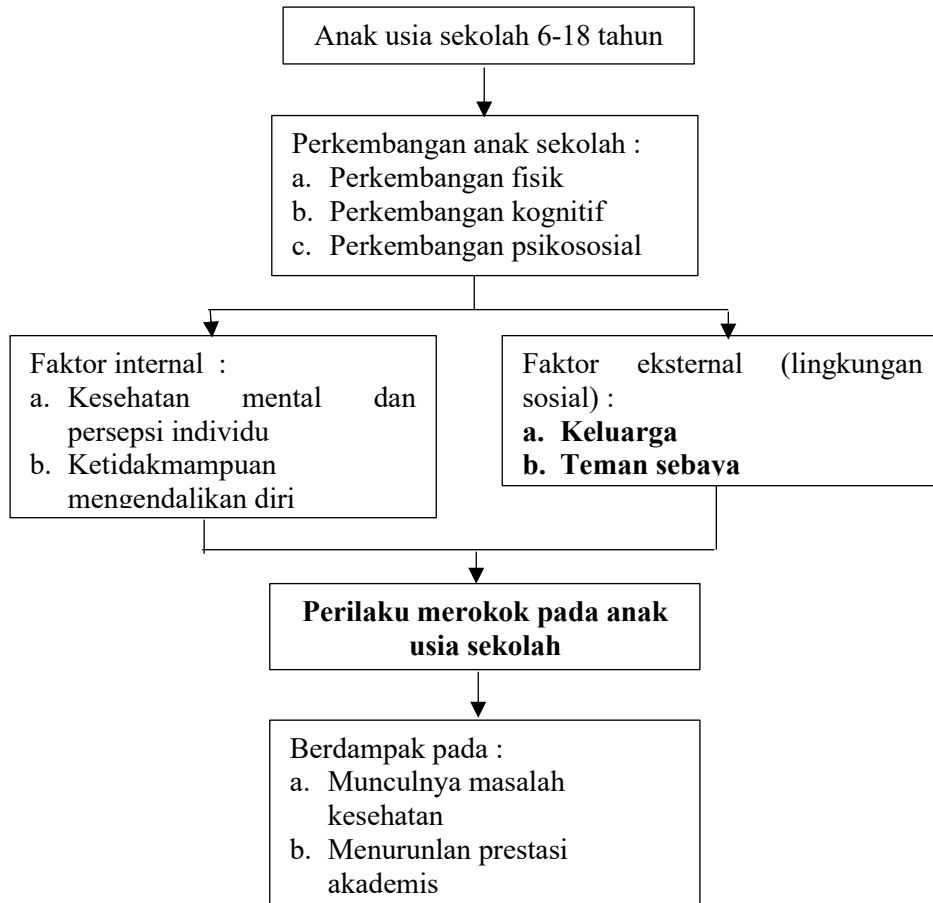 Anak usia sekolah 6-18 tahun
Perkembangan anak sekolah :
a. Perkembangan fisik
b. Perkembangan kognitif
c. Perkembangan psikososial
Faktor internal :
a. Kesehatan mental dan
persepsi individu
b. Ketidakmampuan
mengendalikan diri
Faktor eksternal (lingkungan
sosial) :
a. Keluarga
b. Teman sebaya
Perilaku merokok pada anak
usia sekolah
Berdampak pada :
a. Munculnya masalah
kesehatan
b. Menurunlan prestasi
akademis